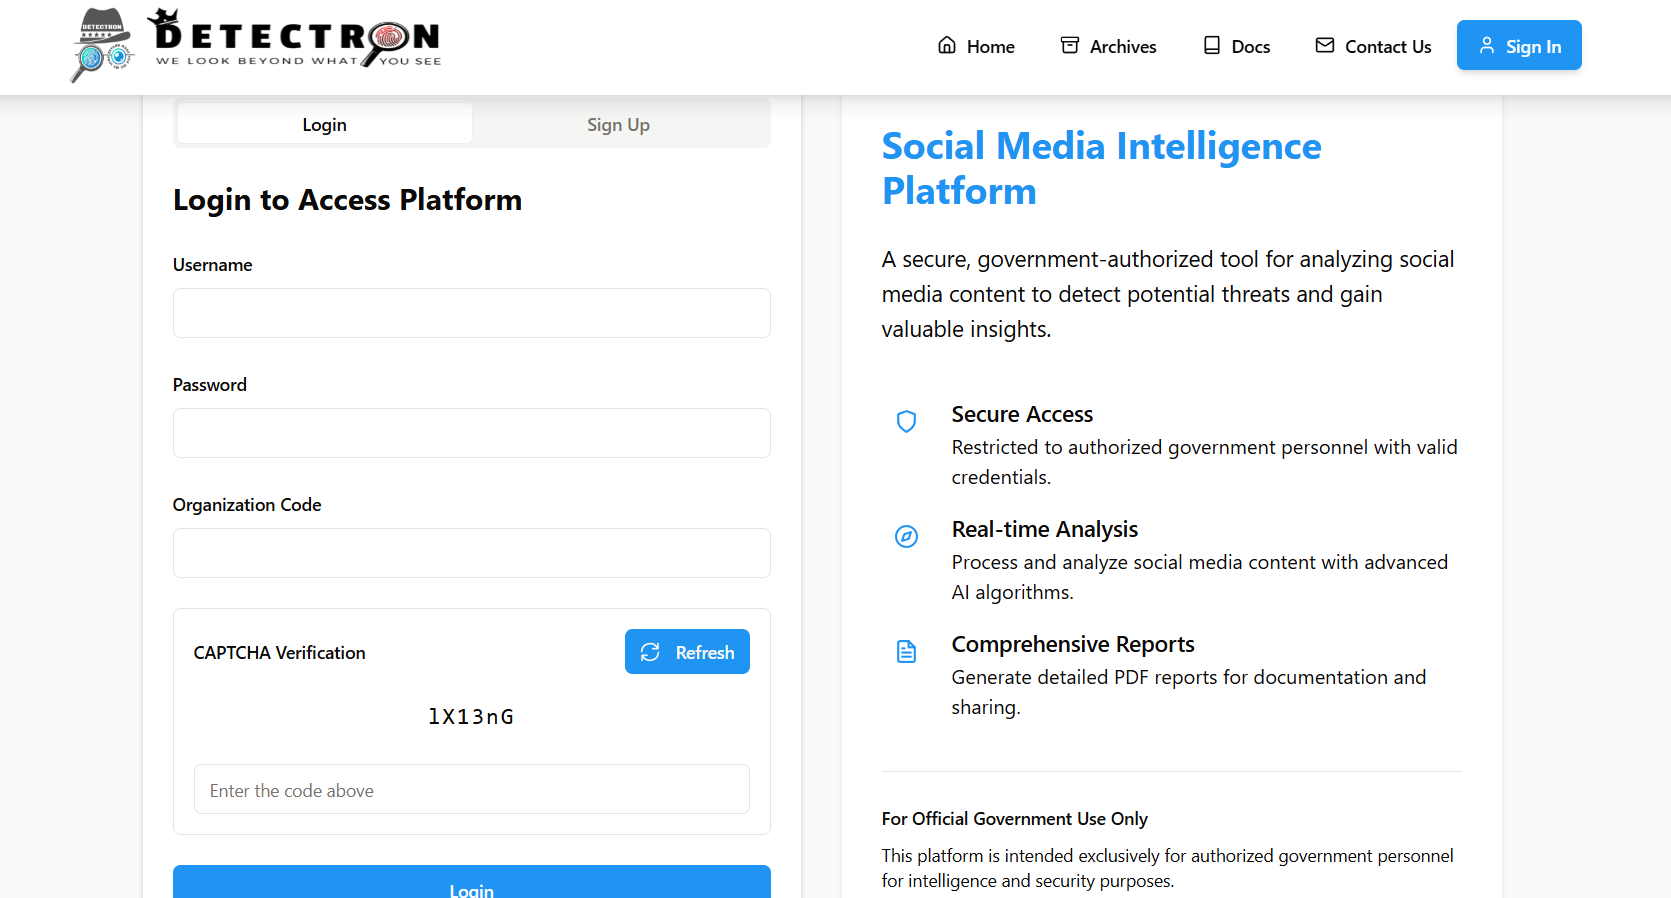 DETECTRON
DETECTRON
WE LOOK BEYOND WHAT YOU SEE
Home
Archives
Docs
Contact Us
Sign In
Login
Sign Up
Login to Access Platform
Username
Password
Organization Code
CAPTCHA Verification
Refresh
lX13nG
Enter the code above
Login
Social Media Intelligence
Platform
A secure, government-authorized tool for analyzing social
media content to detect potential threats and gain
valuable insights.
Secure Access
Restricted to authorized government personnel with valid
credentials.
Real-time Analysis
Process and analyze social media content with advanced
AI algorithms.
Comprehensive Reports
Generate detailed PDF reports for documentation and
sharing.
For Official Government Use Only
This platform is intended exclusively for authorized government personnel
for intelligence and security purposes.